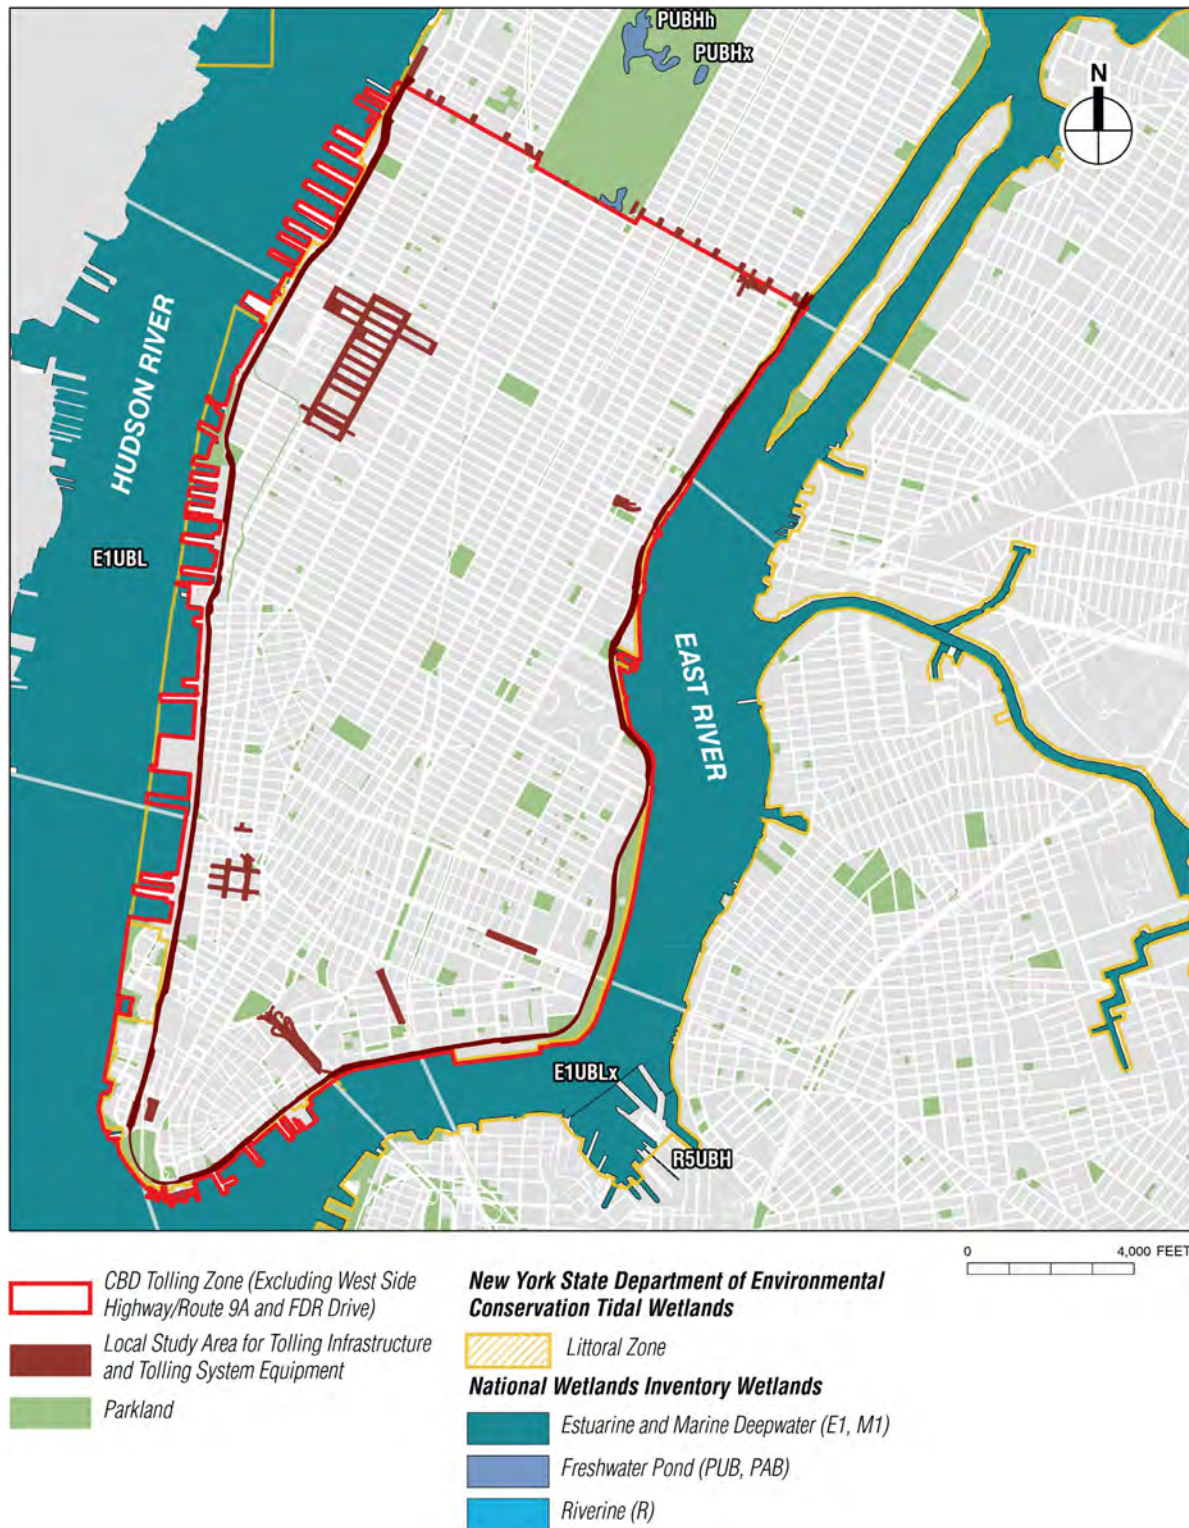 PUBHh
PUBHx
N
HUDSON RIVER
E1UBL
EAST RIVER
E1UBLx
R5UBH
0 4,000 FEET
CBD Tolling Zone (Excluding West Side
Highway/Route 9A and FDR Drive)
Local Study Area for Tolling Infrastructure
and Tolling System Equipment
Parkland
New York State Department of Environmental
Conservation Tidal Wetlands
Littoral Zone
National Wetlands Inventory Wetlands
Estuarine and Marine Deepwater (E1, M1)
Freshwater Pond (PUB, PAB)
Riverine (R)